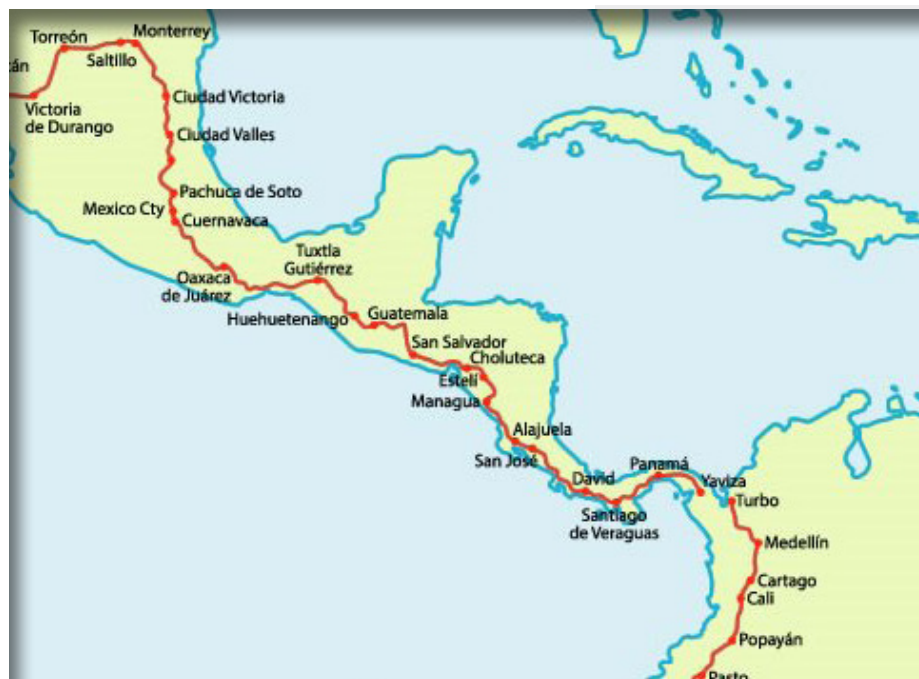 Torreón
Monterrey
Saltillo
án
Victoria
de Durango
Ciudad Victoria
Ciudad Valles
Pachuca de Soto
Mexico Cty
Cuernavaca
Tuxtla
Gutiérrez
Oaxaca
de Juárez
Huehuetenango
Guatemala
San Salvador
Choluteca
Estelí
Managua
Alajuela
San José
David
Panamá
Yaviza
Turbo
Santiago
de Veraguas
Medellín
Cartago
Cali
Popayán
Pasto